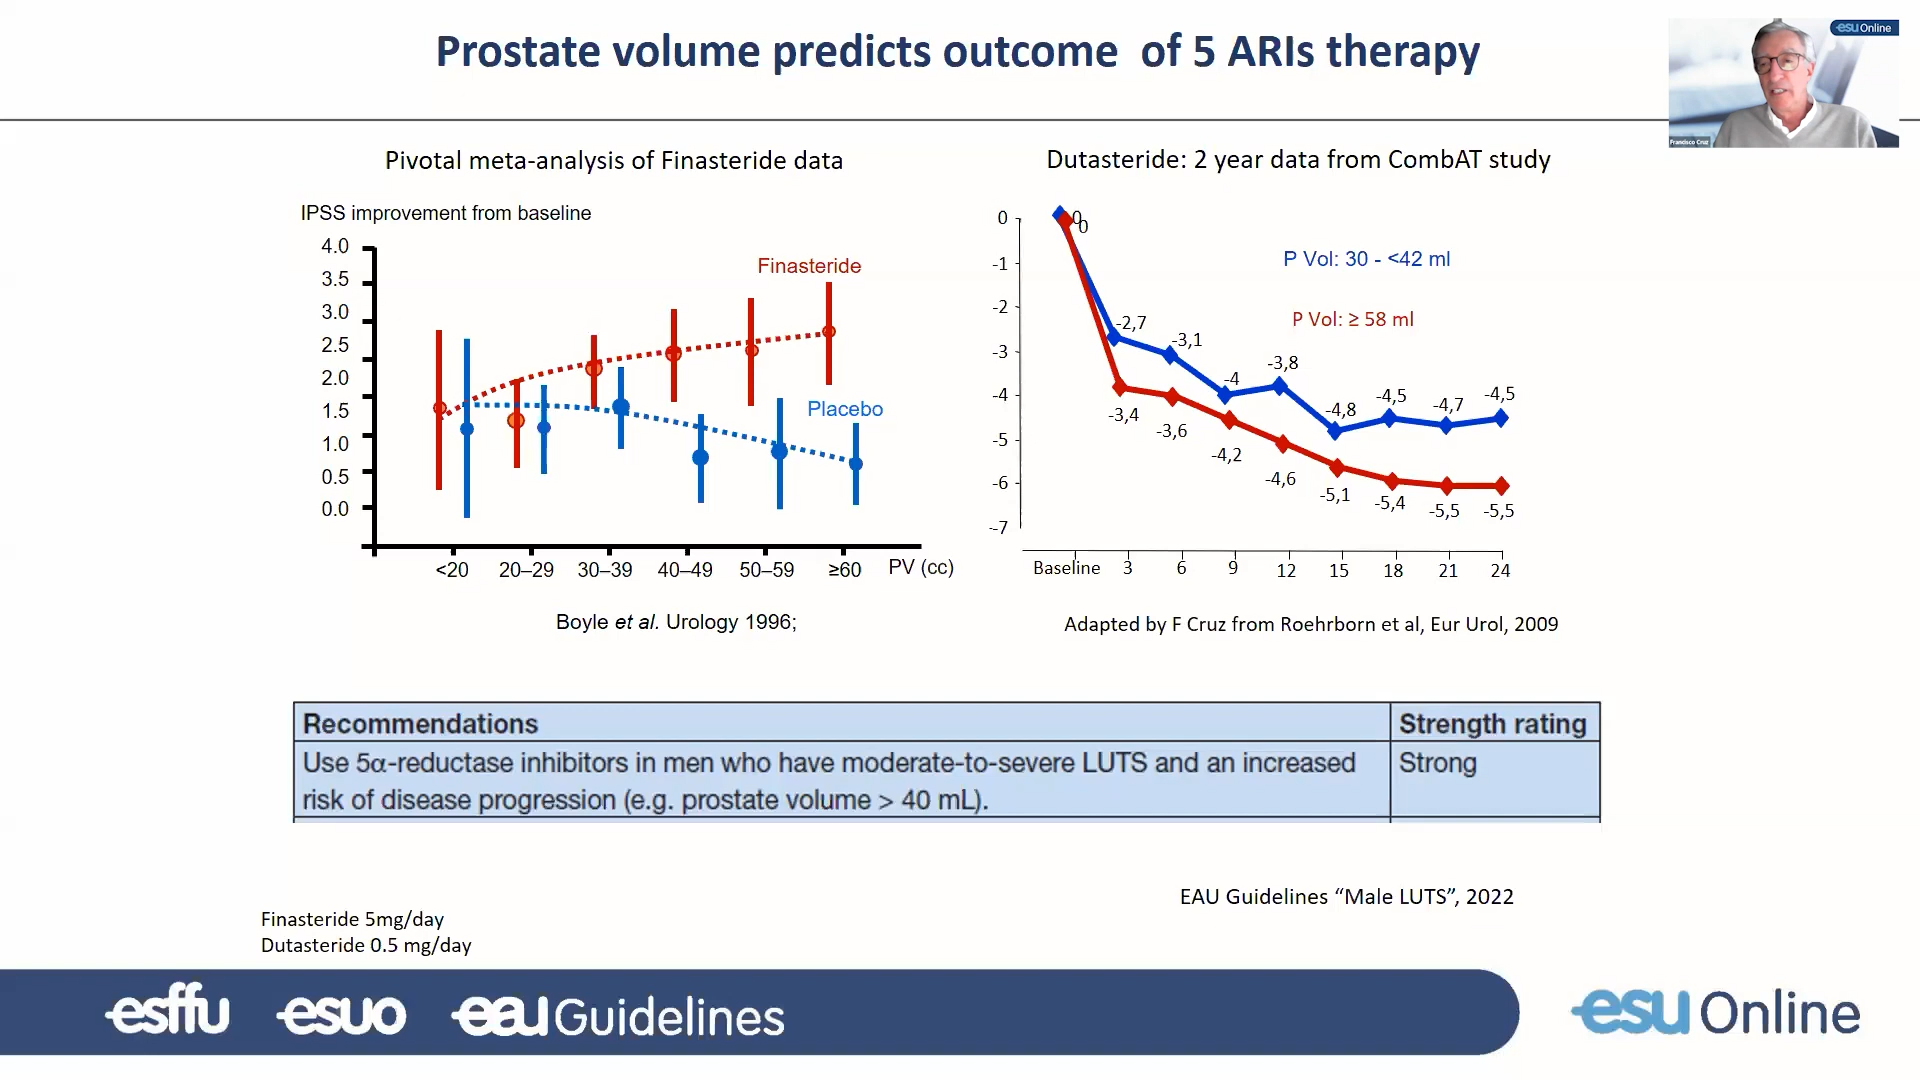 Prostate volume predicts outcome of 5 ARIs therapy
esu Online
Francisco Cruz
Pivotal meta-analysis of Finasteride data
IPSS improvement from baseline
4.0
3.5
3.0
2.5
2.0
1.5
1.0
0.5
0.0
Finasteride
Placebo
<20 20–29 30–39 40–49 50–59 ≥60 PV (cc)
Boyle et al. Urology 1996;
Dutasteride: 2 year data from CombAT study
0
-1
-2
-3
-4
-5
-6
-7
0
0
P Vol: 30 - <42 ml
P Vol: ≥ 58 ml
-2,7
-3,1
-4
-3,8
-4,8
-4,5
-4,7
-4,5
-3,4
-3,6
-4,2
-4,6
-5,1
-5,4
-5,5
-5,5
Baseline 3 6 9 12 15 18 21 24
Adapted by F Cruz from Roehrborn et al, Eur Urol, 2009
Recommendations Strength rating
Use 5α-reductase inhibitors in men who have moderate-to-severe LUTS and an increased Strong
risk of disease progression (e.g. prostate volume > 40 mL).
EAU Guidelines “Male LUTS”, 2022
Finasteride 5mg/day
Dutasteride 0.5 mg/day
esffu esuo eau Guidelines
esu Online